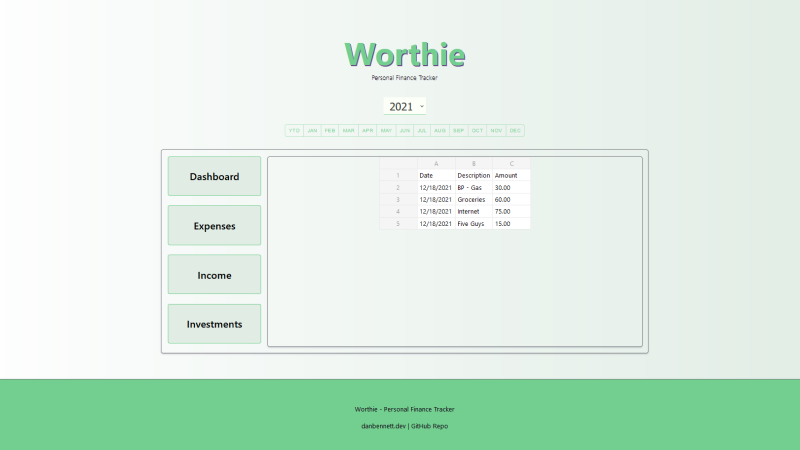 Worthie
Personal Finance Tracker
2021
YTD JAN FEB MAR APR MAY JUN JUL AUG SEP OCT NOV DEC
Dashboard
Expenses
Income
Investments
A B C
1 Date Description Amount
2 12/18/2021 BP - Gas 30.00
3 12/18/2021 Groceries 60.00
4 12/18/2021 Internet 75.00
5 12/18/2021 Five Guys 15.00
Worthie - Personal Finance Tracker
danbennett.dev | GitHub Repo